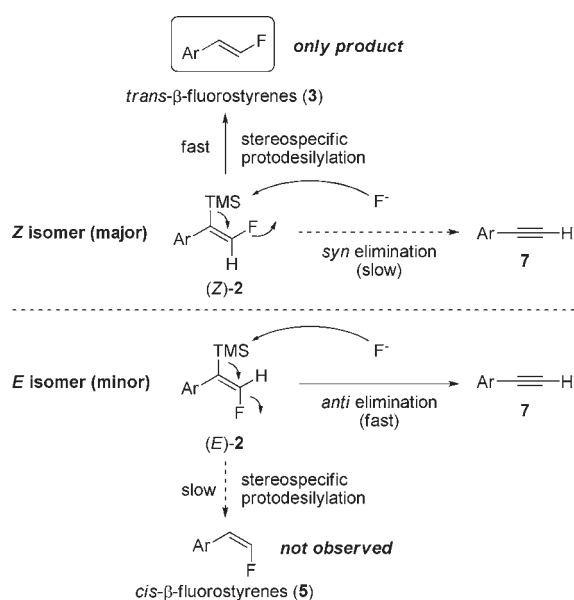 Ar F only product
trans-β-fluorostyrenes (3)
fast stereospecific
protodesilylation
TMS F-
Z isomer (major) Ar F H Ar H
syn elimination 7
(Z)-2 (slow)
TMS F-
E isomer (minor) Ar H F Ar H
anti elimination 7
(E)-2 (fast)
slow stereospecific
protodesilylation
Ar F not observed
cis-β-fluorostyrenes (5)